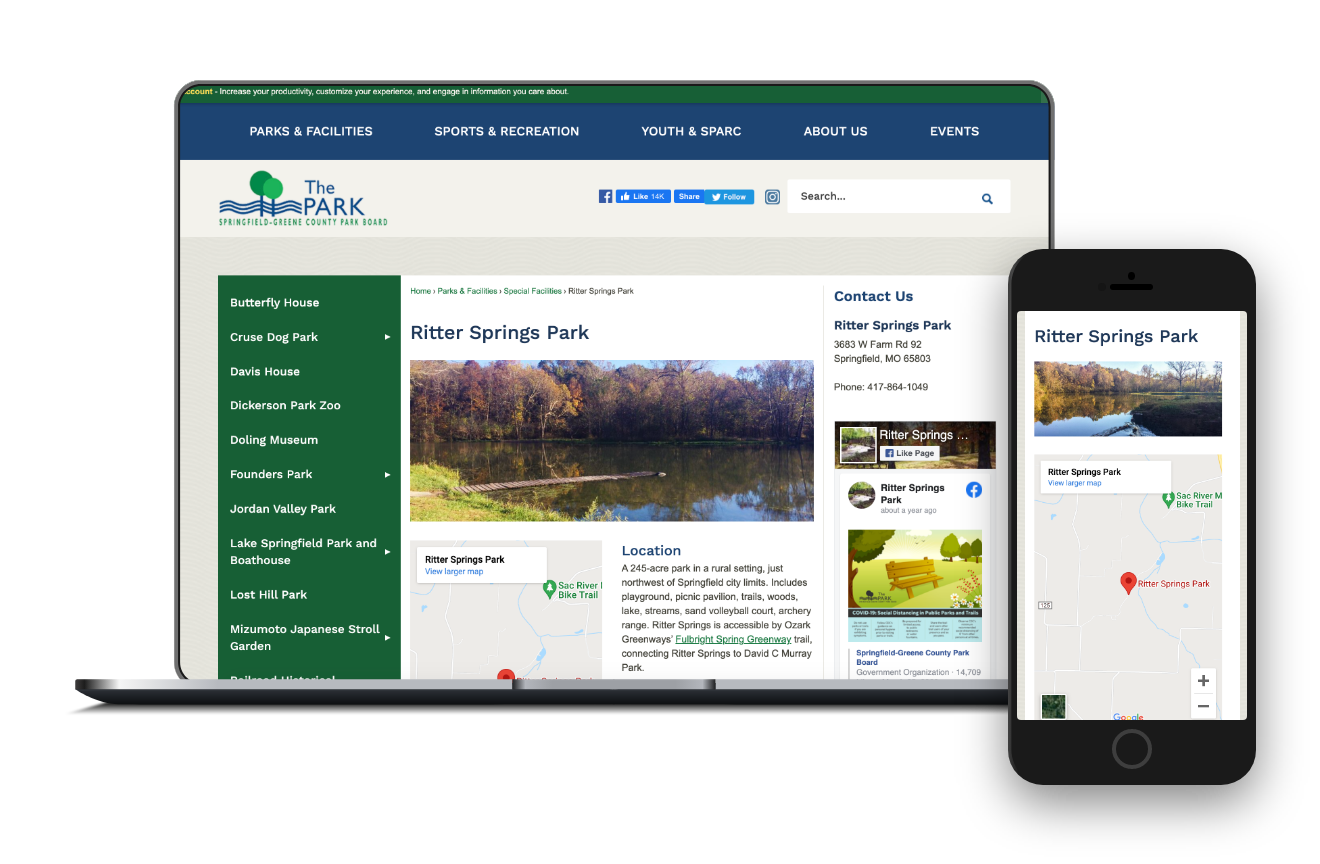 ccount - Increase your productivity, customize your experience, and engage in information you care about.
PARKS & FACILITIES SPORTS & RECREATION YOUTH & SPARC ABOUT US EVENTS
The
PARK
SPRINGFIELD-GREENE COUNTY PARK BOARD
Like 14K Share Follow
Search...
Butterfly House
Cruse Dog Park
Davis House
Dickerson Park Zoo
Doling Museum
Founders Park
Jordan Valley Park
Lake Springfield Park and
Boathouse
Lost Hill Park
Mizumoto Japanese Stroll
Garden
Railroad Historical
Home › Parks & Facilities › Special Facilities › Ritter Springs Park
Ritter Springs Park
Ritter Springs Park
View larger map
Sac River
Bike Trail
Ritter Springs Park
Location
A 245-acre park in a rural setting, just
northwest of Springfield city limits. Includes
playground, picnic pavilion, trails, woods,
lake, streams, sand volleyball court, archery
range. Ritter Springs is accessible by Ozark
Greenways' Fulbright Spring Greenway trail,
connecting Ritter Springs to David C Murray
Park.
Contact Us
Ritter Springs Park
3683 W Farm Rd 92
Springfield, MO 65803
Phone: 417-864-1049
Ritter Springs ...
Like Page
Ritter Springs
Park
about a year ago
COVID-19: Social Distancing in Public Parks and Trails
Springfield-Greene County Park
Board
Government Organization · 14,709
Ritter Springs Park
Ritter Springs Park
View larger map
Sac River M
Bike Trail
Ritter Springs Park
125
+
−
Google